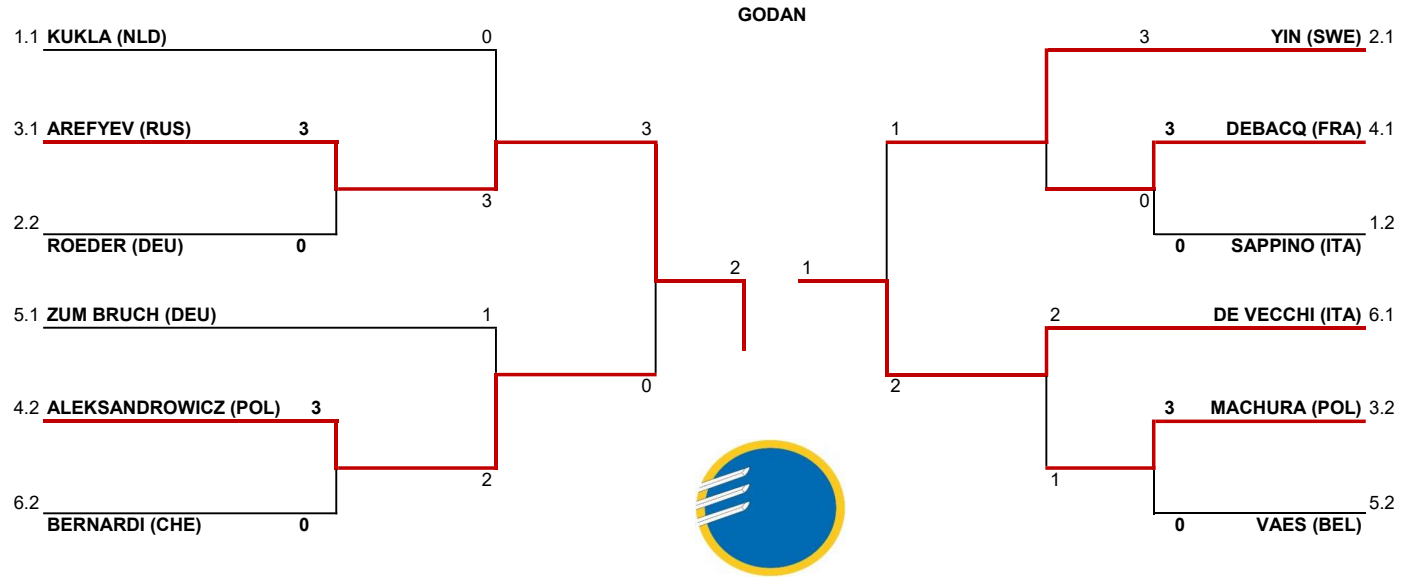 GODAN
1.1 KUKLA (NLD) 0 3 YIN (SWE) 2.1
3.1 AREFYEV (RUS) 3 3 1 3 DEBACQ (FRA) 4.1
3 0
2.2 1.2
ROEDER (DEU) 0 0 SAPPINO (ITA)
2 1
5.1 ZUM BRUCH (DEU) 1 2 DE VECCHI (ITA) 6.1
0 2
4.2 ALEKSANDROWICZ (POL) 3 3 MACHURA (POL) 3.2
2 1
6.2 5.2
BERNARDI (CHE) 0 0 VAES (BEL)